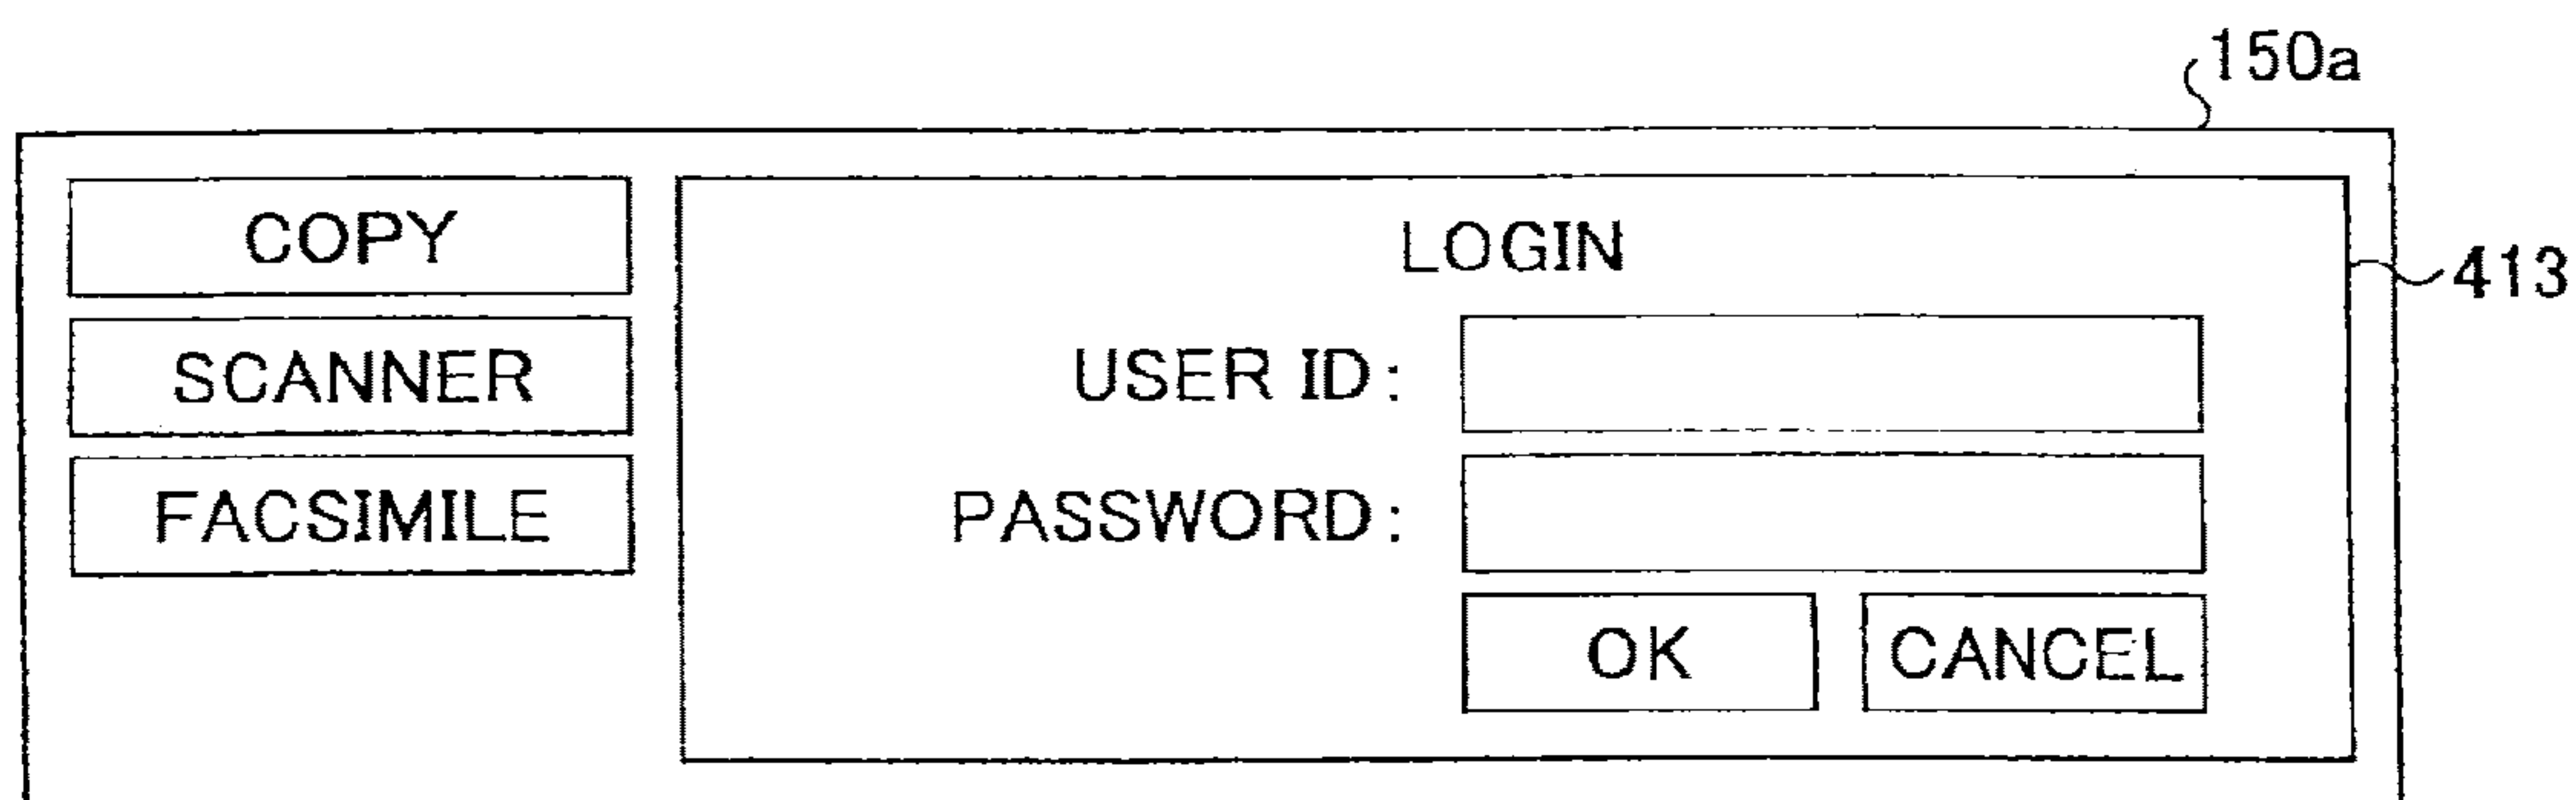 150a
COPY
SCANNER
FACSIMILE
LOGIN
413
USER ID:
PASSWORD:
OK
CANCEL